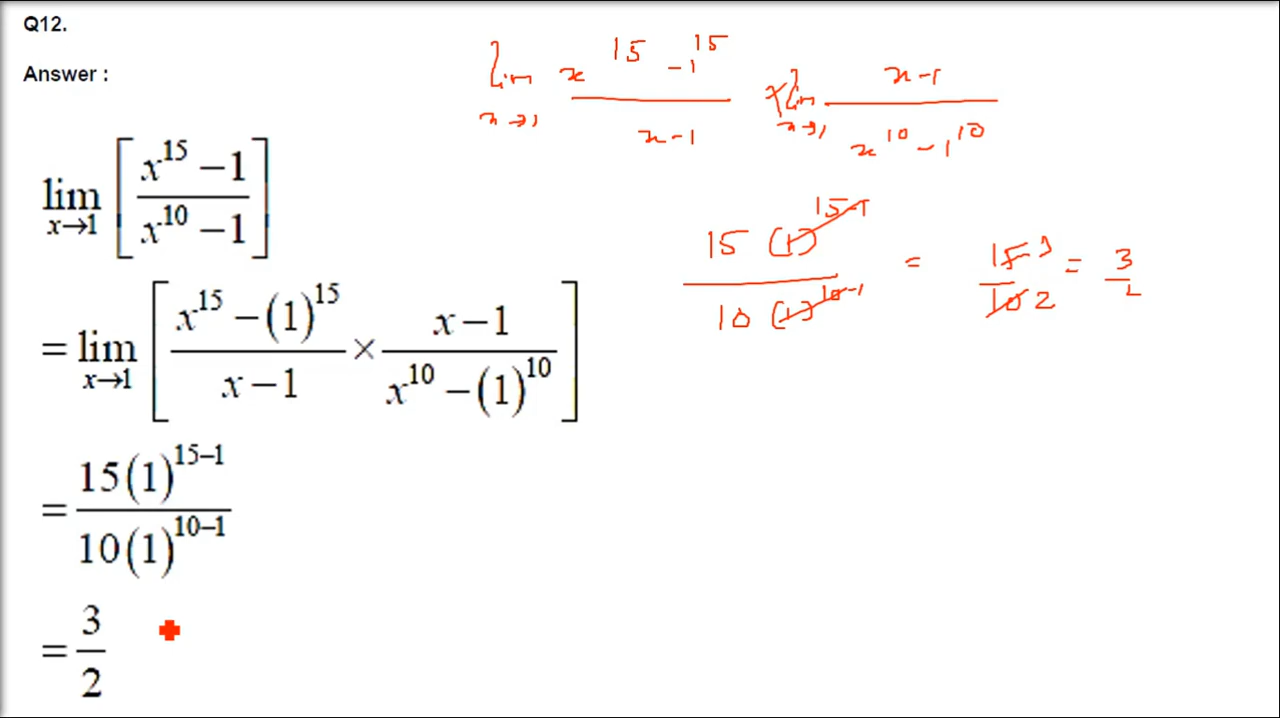 Q12.
Answer :
lim x→1 [ (x^15 − 1) / (x^10 − 1) ]
= lim x→1 [ (x^15 − (1)^15) / (x − 1) × (x − 1) / (x^10 − (1)^10) ]
= 15(1)^(15−1) / 10(1)^(10−1)
= 3 / 2
lim x→1 (x^15 − 1^15) / (x − 1) × lim x→1 (x − 1) / (x^10 − 1^10)
15 (1)^(15−1) / 10 (1)^(10−1) = 15 3 / 10 2 = 3 / 2